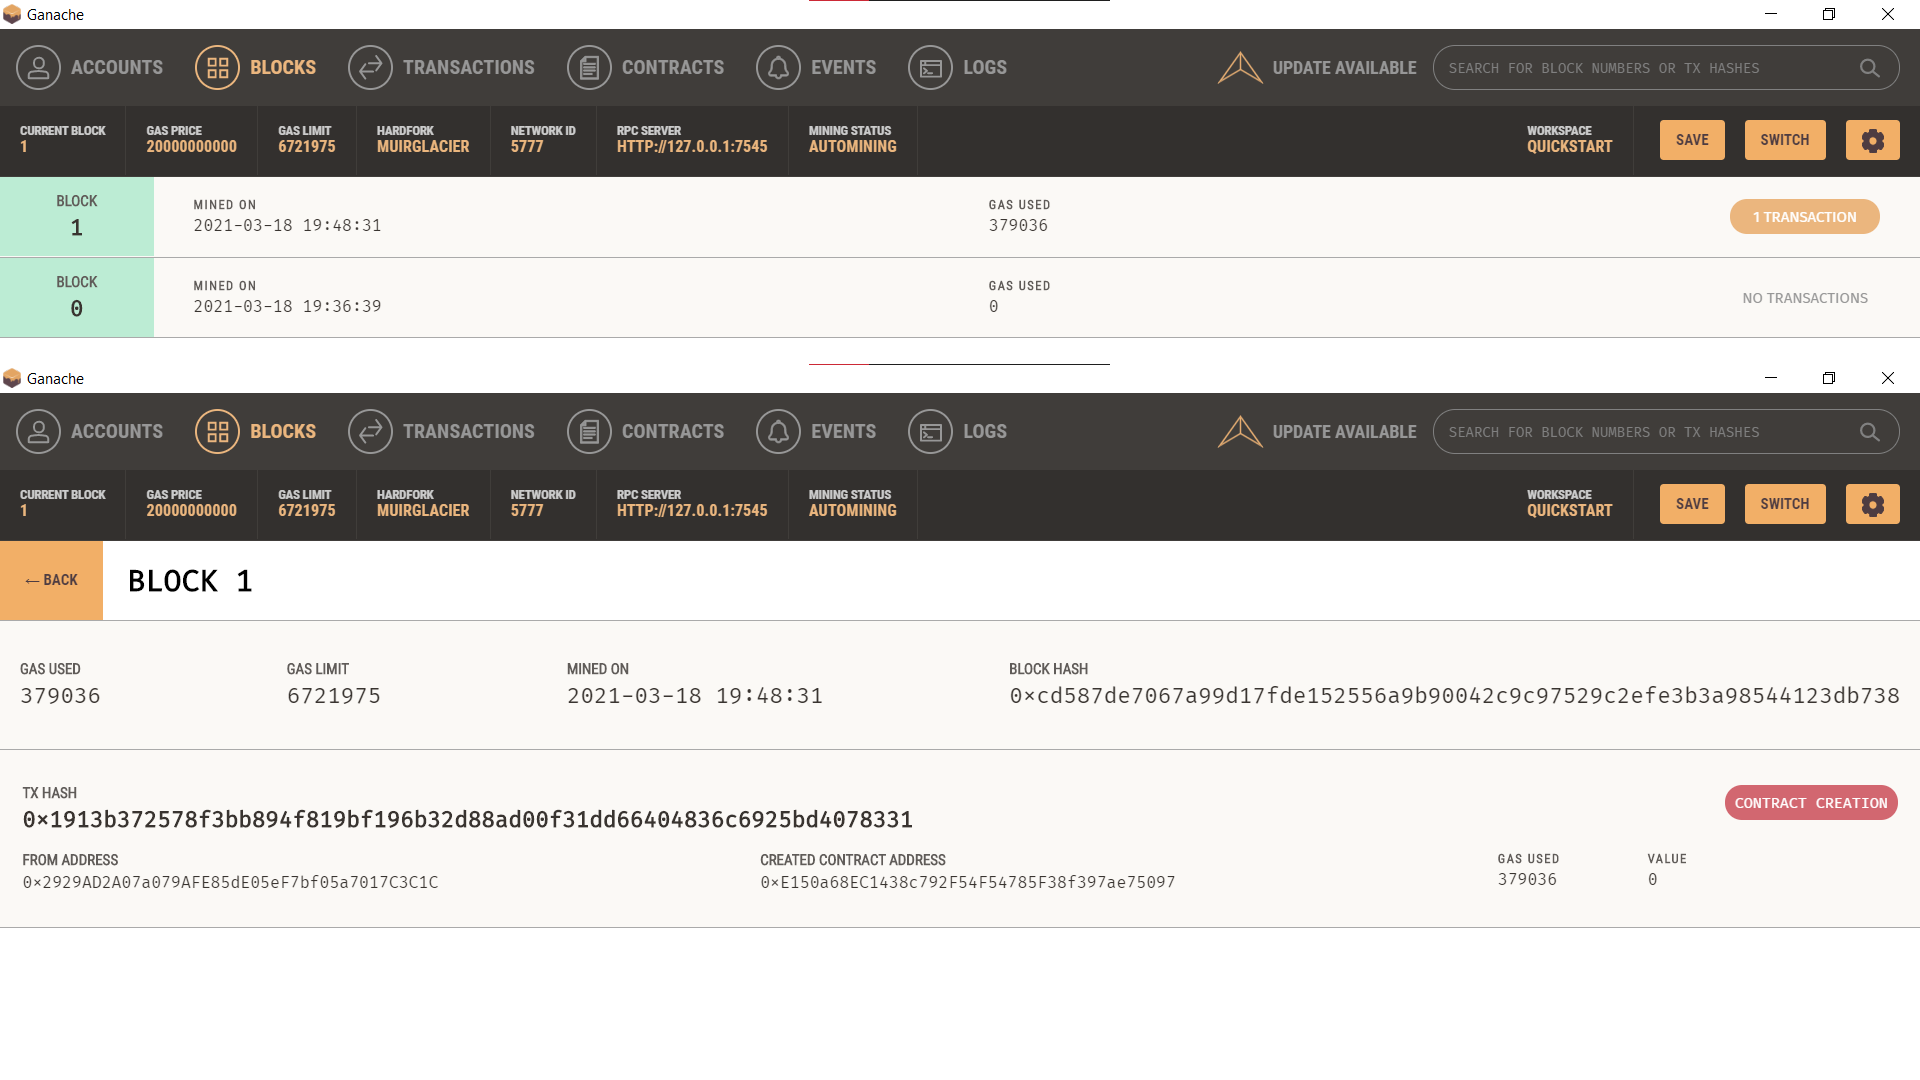 Ganache
ACCOUNTS BLOCKS TRANSACTIONS CONTRACTS EVENTS LOGS UPDATE AVAILABLE SEARCH FOR BLOCK NUMBERS OR TX HASHES
CURRENT BLOCK GAS PRICE GAS LIMIT HARDFORK NETWORK ID RPC SERVER MINING STATUS WORKSPACE
1 20000000000 6721975 MUIRGLACIER 5777 HTTP://127.0.0.1:7545 AUTOMINING QUICKSTART SAVE SWITCH
BLOCK MINED ON GAS USED
1 2021-03-18 19:48:31 379036 1 TRANSACTION
BLOCK MINED ON GAS USED
0 2021-03-18 19:36:39 0 NO TRANSACTIONS
Ganache
ACCOUNTS BLOCKS TRANSACTIONS CONTRACTS EVENTS LOGS UPDATE AVAILABLE SEARCH FOR BLOCK NUMBERS OR TX HASHES
CURRENT BLOCK GAS PRICE GAS LIMIT HARDFORK NETWORK ID RPC SERVER MINING STATUS WORKSPACE
1 20000000000 6721975 MUIRGLACIER 5777 HTTP://127.0.0.1:7545 AUTOMINING QUICKSTART SAVE SWITCH
← BACK BLOCK 1
GAS USED GAS LIMIT MINED ON BLOCK HASH
379036 6721975 2021-03-18 19:48:31 0×cd587de7067a99d17fde152556a9b90042c9c97529c2efe3b3a98544123db738
TX HASH
0×1913b372578f3bb894f819bf196b32d88ad00f31dd66404836c6925bd4078331 CONTRACT CREATION
FROM ADDRESS CREATED CONTRACT ADDRESS GAS USED VALUE
0×2929AD2A07a079AFE85dE05eF7bf05a7017C3C1C 0×E150a68EC1438c792F54F54785F38f397ae75097 379036 0